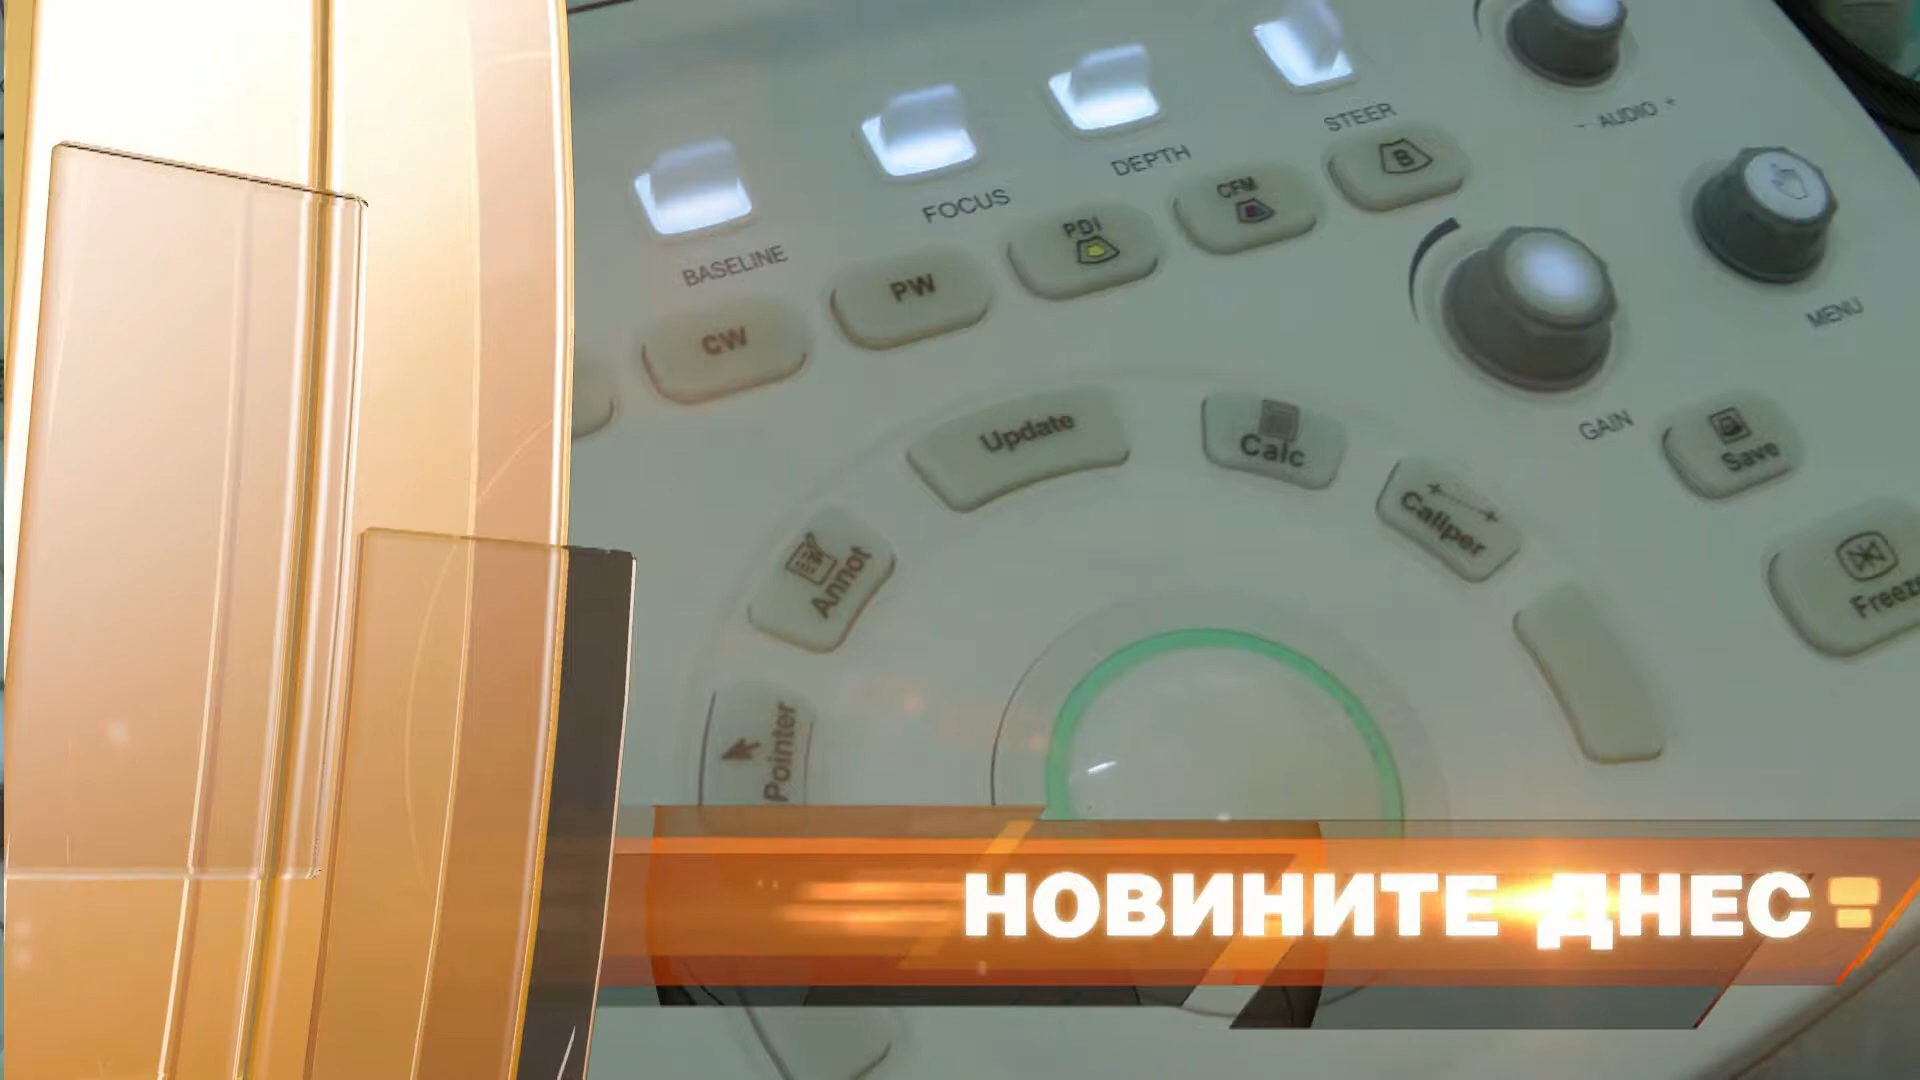 STEER
- AUDIO +
DEPTH
FOCUS
BASELINE
B
CFM
PDI
PW
CW
MENU
GAIN
Update
Calc
Caliper
Save
Annot
Freeze
Pointer
НОВИНИТЕ ДНЕС